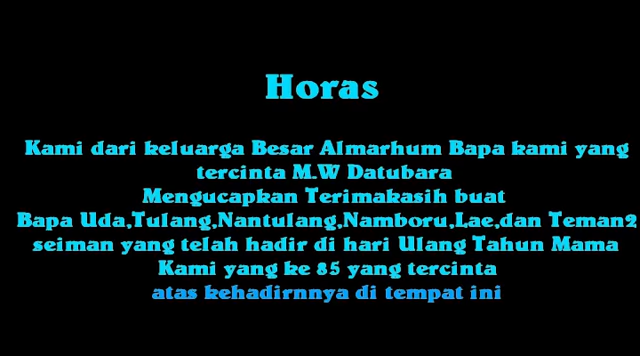 Horas
Kami dari keluarga Besar Almarhum Bapa kami yang
tercinta M.W Datubara
Mengucapkan Terimakasih buat
Bapa Uda,Tulang,Nantulang,Namboru,Lae,dan Teman2
seiman yang telah hadir di hari Ulang Tahun Mama
Kami yang ke 85 yang tercinta
atas kehadirnnya di tempat ini